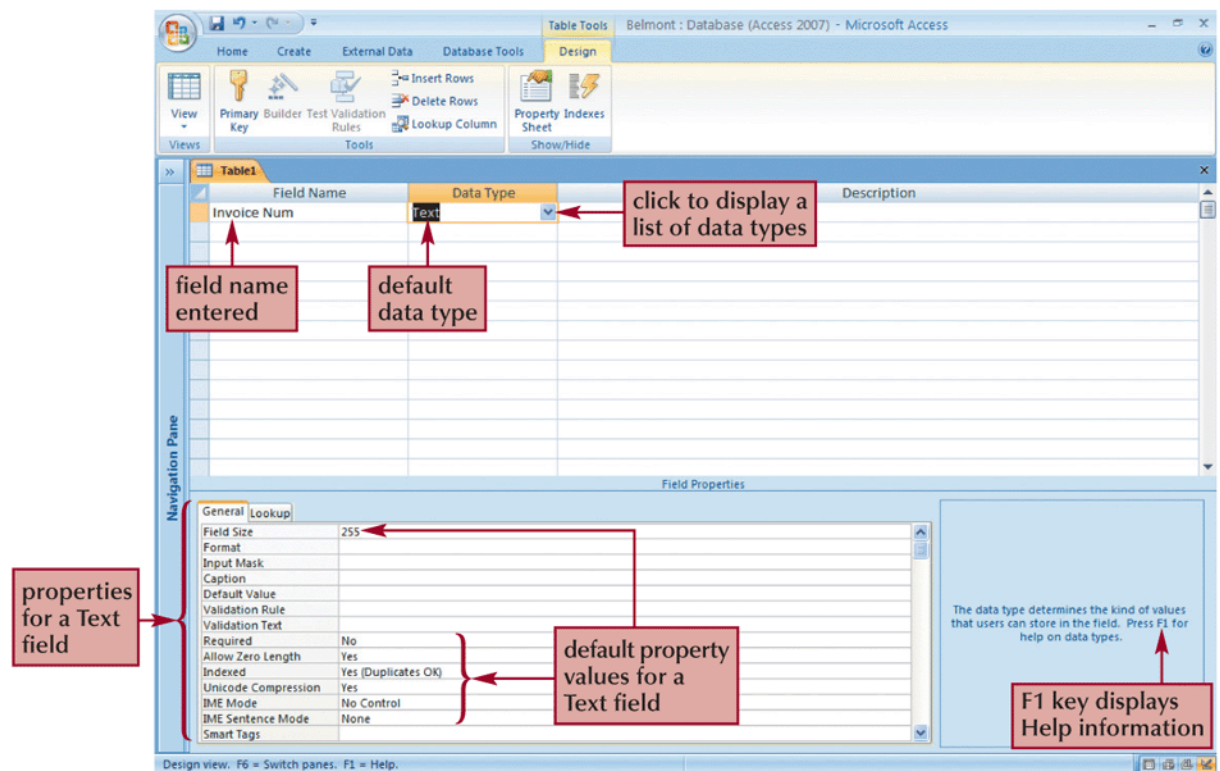 Table Tools
Belmont : Database (Access 2007) - Microsoft Access
Home Create External Data Database Tools Design
View
Primary Key
Builder
Test Validation Rules
Insert Rows
Delete Rows
Lookup Column
Property Sheet
Indexes
Views
Tools
Show/Hide
Table1
Field Name Data Type Description
Invoice Num Text
click to display a
list of data types
field name
entered
default
data type
Navigation Pane
Field Properties
General Lookup
Field Size 255
Format
Input Mask
Caption
Default Value
Validation Rule
Validation Text
Required No
Allow Zero Length Yes
Indexed Yes (Duplicates OK)
Unicode Compression Yes
IME Mode No Control
IME Sentence Mode None
Smart Tags
properties
for a Text
field
default property
values for a
Text field
The data type determines the kind of values
that users can store in the field. Press F1 for
help on data types.
F1 key displays
Help information
Design view. F6 = Switch panes. F1 = Help.